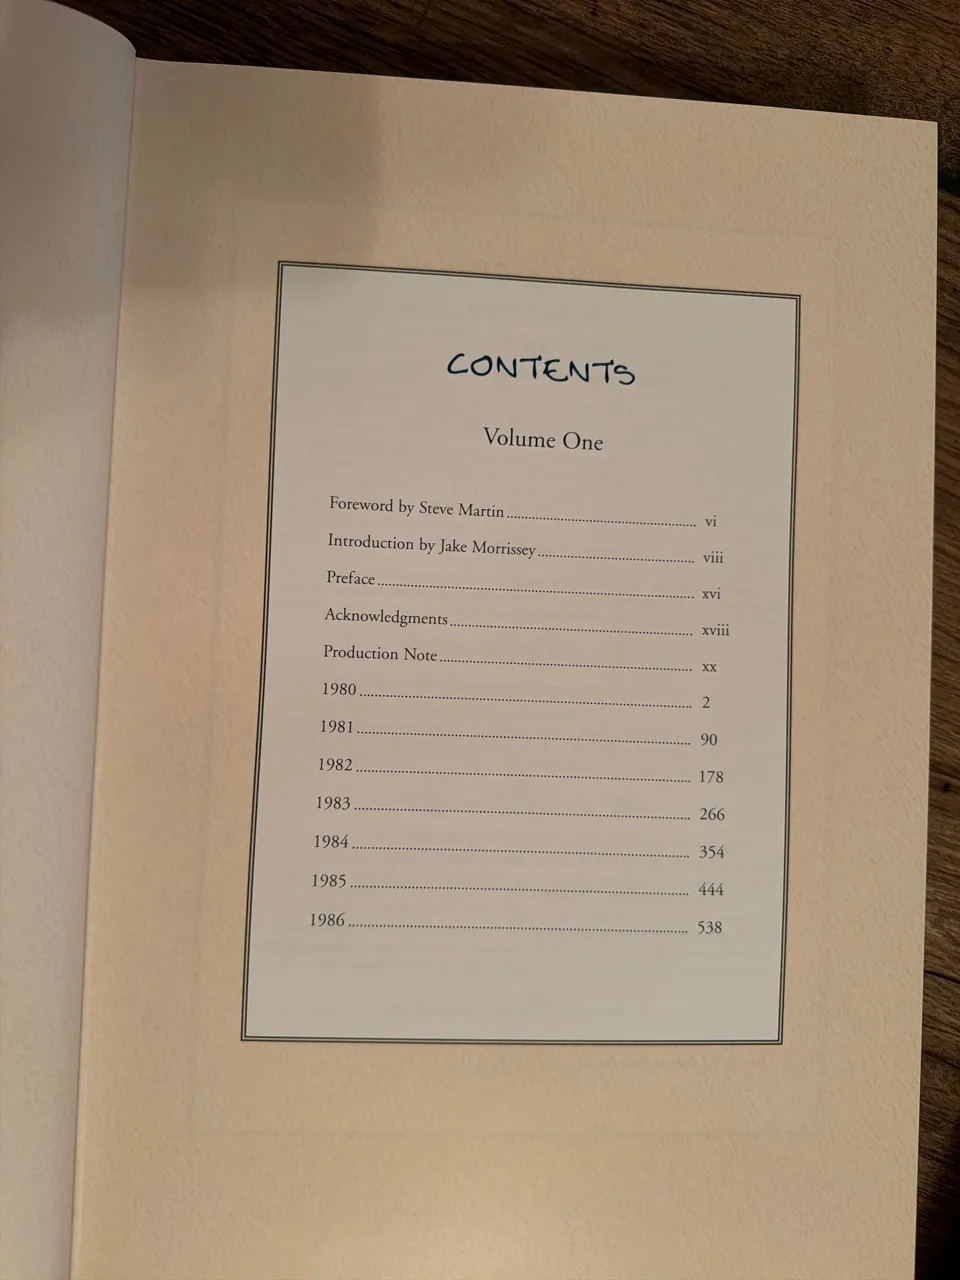 CONTENTS
Volume One
Foreword by Steve Martin........................................ vi
Introduction by Jake Morrissey................................. viii
Preface................................................................ xvi
Acknowledgments.................................................. xviii
Production Note.................................................... xx
1980.................................................................... 2
1981.................................................................... 90
1982.................................................................... 178
1983.................................................................... 266
1984.................................................................... 354
1985.................................................................... 444
1986.................................................................... 538